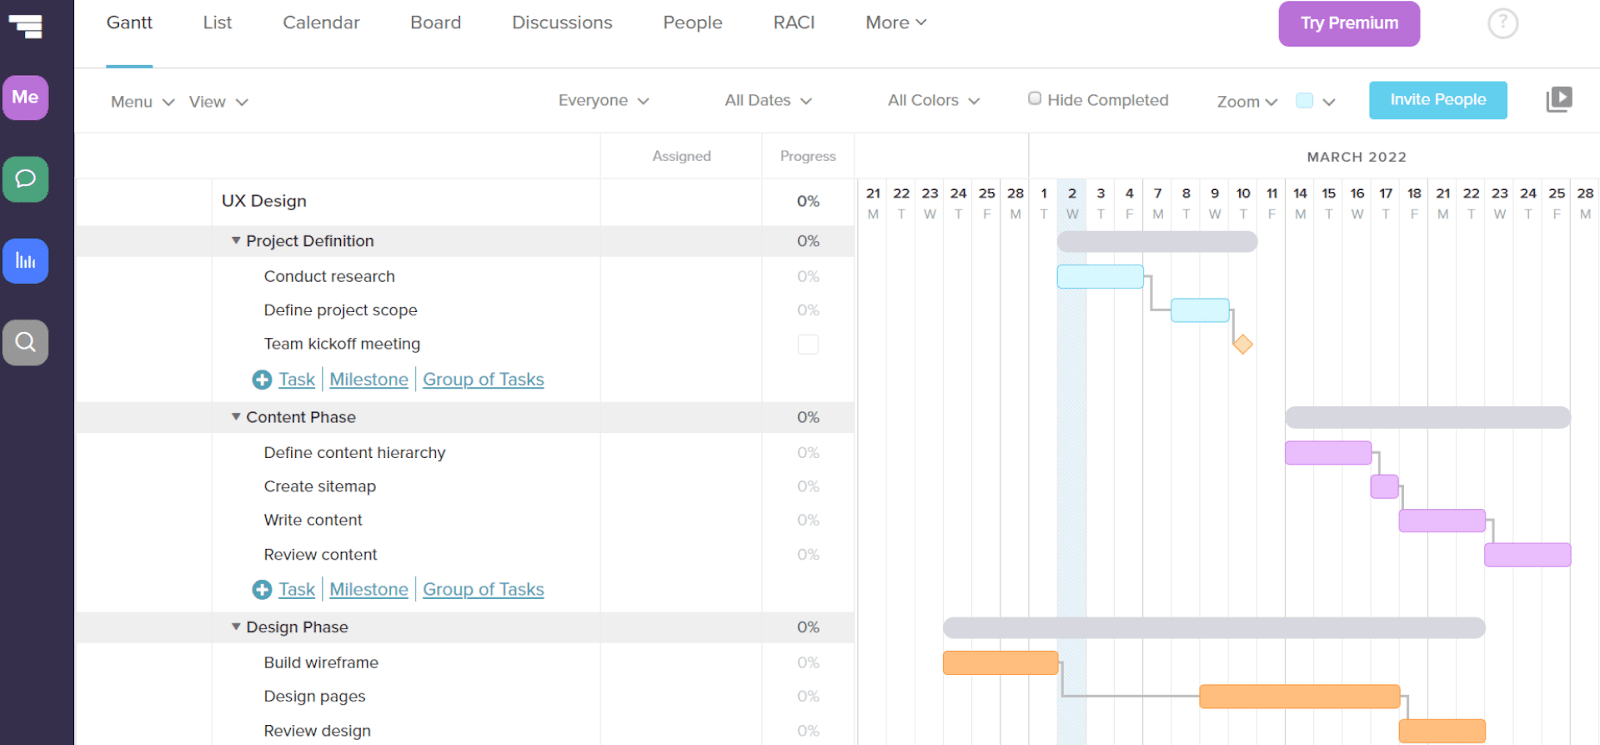 Gantt List Calendar Board Discussions People RACI More Try Premium ?
Me
Menu View Everyone All Dates All Colors Hide Completed Zoom Invite People
Assigned Progress MARCH 2022
21 22 23 24 25 28 1 2 3 4 7 8 9 10 11 14 15 16 17 18 21 22 23 24 25 28
M T W T F M T W T F M T W T F M T W T F M T W T F M
UX Design 0%
Project Definition 0%
Conduct research 0%
Define project scope 0%
Team kickoff meeting
Task Milestone Group of Tasks
Content Phase 0%
Define content hierarchy 0%
Create sitemap 0%
Write content 0%
Review content 0%
Task Milestone Group of Tasks
Design Phase 0%
Build wireframe 0%
Design pages 0%
Review design 0%